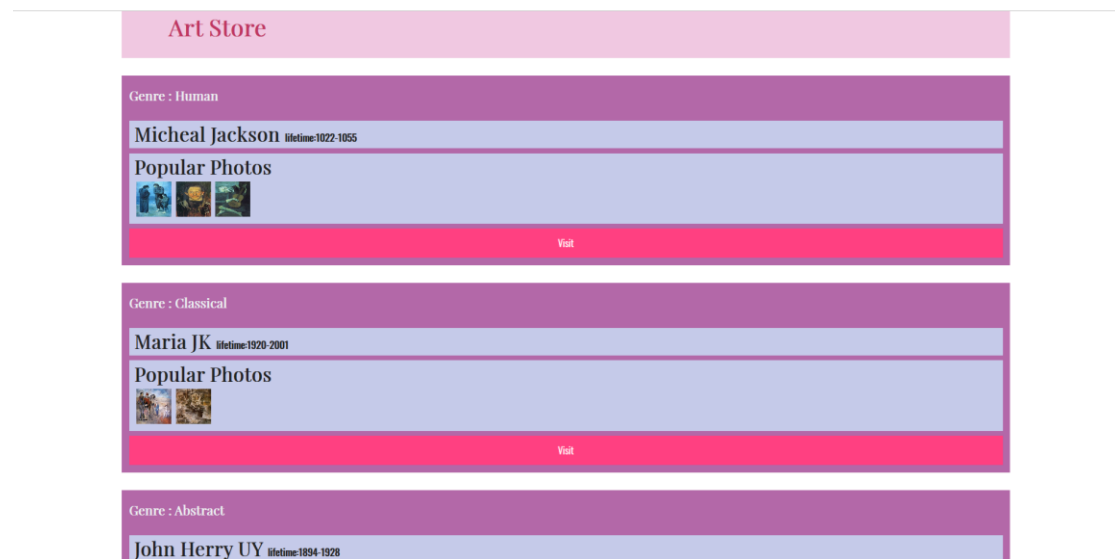 Art Store
Genre : Human
Micheal Jackson lifetime:1022-1055
Popular Photos
Visit
Genre : Classical
Maria JK lifetime:1920-2001
Popular Photos
Visit
Genre : Abstract
John Herry UY lifetime:1894-1928